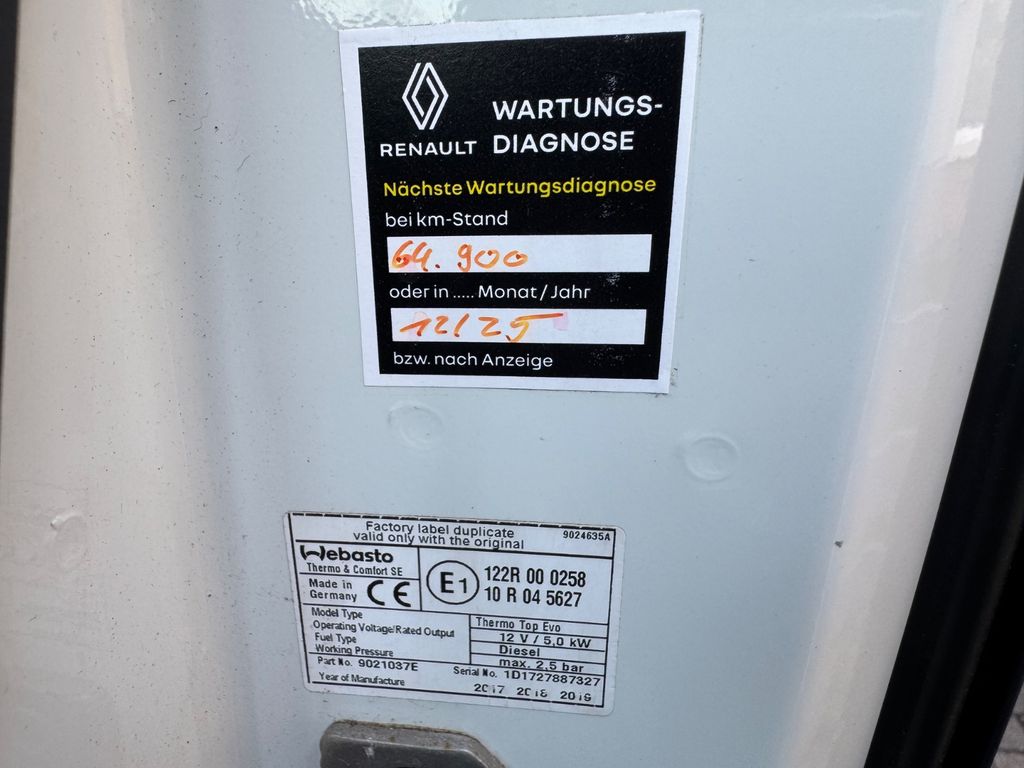 RENAULT
WARTUNGS-
DIAGNOSE
Nächste Wartungsdiagnose
bei km-Stand
64.900
oder in ..... Monat/Jahr
12/25
bzw. nach Anzeige
Factory label duplicate
valid only with the original
9024635A
Webasto
Thermo & Comfort SE
Made in
Germany
CE
E1
122R 00 0258
10 R 04 5627
Model Type
Thermo Top Evo
Operating Voltage/Rated Output
12 V / 5,0 kW
Fuel Type
Diesel
Working Pressure
max. 2,5 bar
Part No. 9021037E
Serial No. 1D1727887327
Year of Manufacture
2017 2018 2019